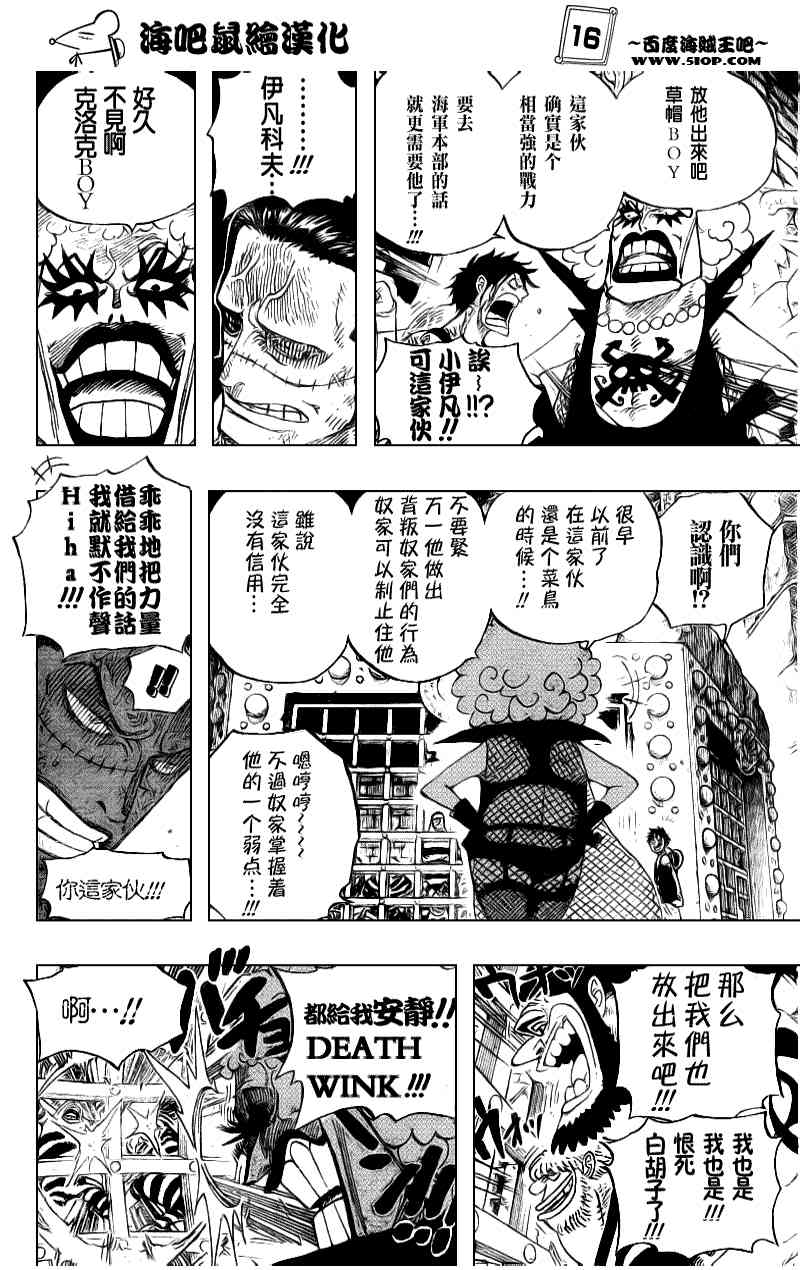 海吧鼠繪漢化
16
~百度海賊王吧~
WWW.5IOP.COM
放他出來吧
草帽BOY
這家伙
确實是个
相當強的戰力
要去
海軍本部的話
就更需要他了…!!!
誒~!!?
小伊凡!!
可這家伙
………!!!
伊凡科夫…
好久
不見啊
克洛克BOY
你們
認識啊!?
很早
以前了
在這家伙
還是个菜鳥
的時候…!!
不要緊
万一他做出
背叛奴家們的行為
奴家可以制止住他
雖說
這家伙完全
沒有信用…
嗯哼哼~~~~
不過奴家掌握着
他的一个弱点…!!!
乖乖地把力量
借給我們的話
我就默不作聲
Hiha!!!
!!
你這家伙!!!
那么
把我們也
放出來吧!!!
我也是
我也是!!!
恨死
白胡子了!!!
都給我安靜!!
DEATH
WINK!!!
啊…!!